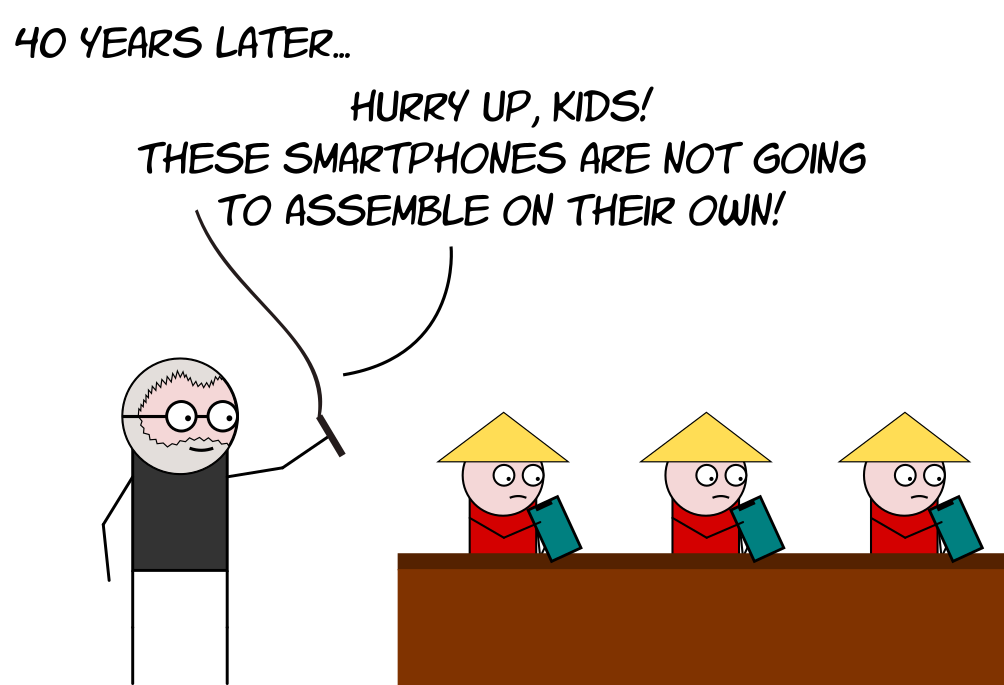 40 YEARS LATER...
HURRY UP, KIDS!
THESE SMARTPHONES ARE NOT GOING
TO ASSEMBLE ON THEIR OWN!